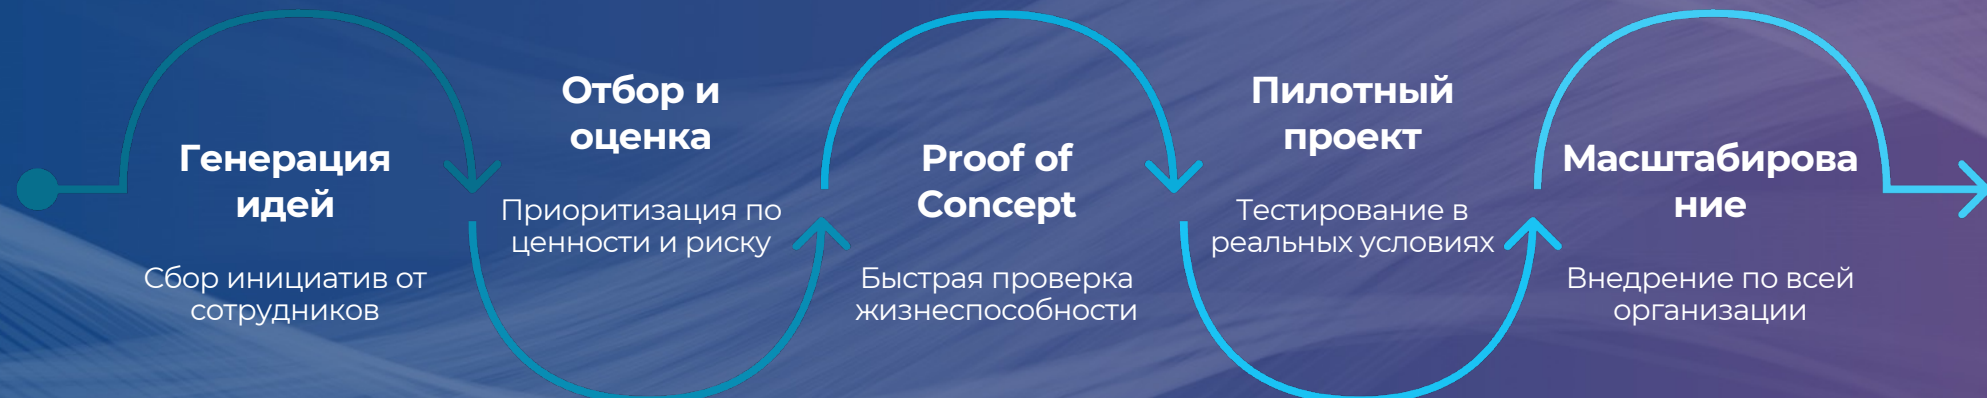 Генерация
идей
Сбор инициатив от
сотрудников
Отбор и
оценка
Приоритизация по
ценности и риску
Proof of
Concept
Быстрая проверка
жизнеспособности
Пилотный
проект
Тестирование в
реальных условиях
Масштабирова
ние
Внедрение по всей
организации